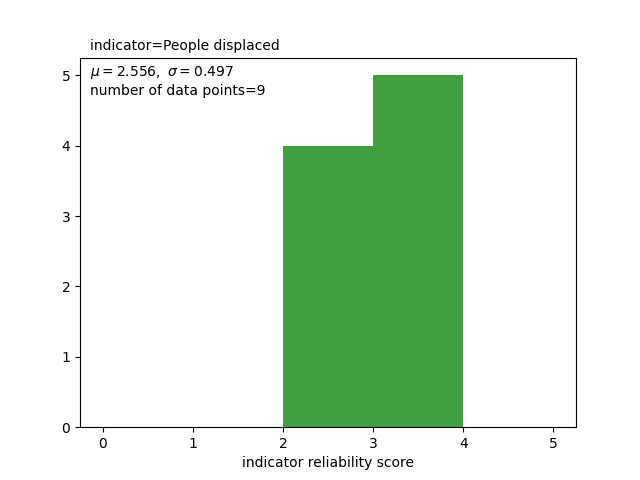 indicator=People displaced
μ = 2.556, σ = 0.497
number of data points=9
5
4
3
2
1
0
0 1 2 3 4 5
indicator reliability score